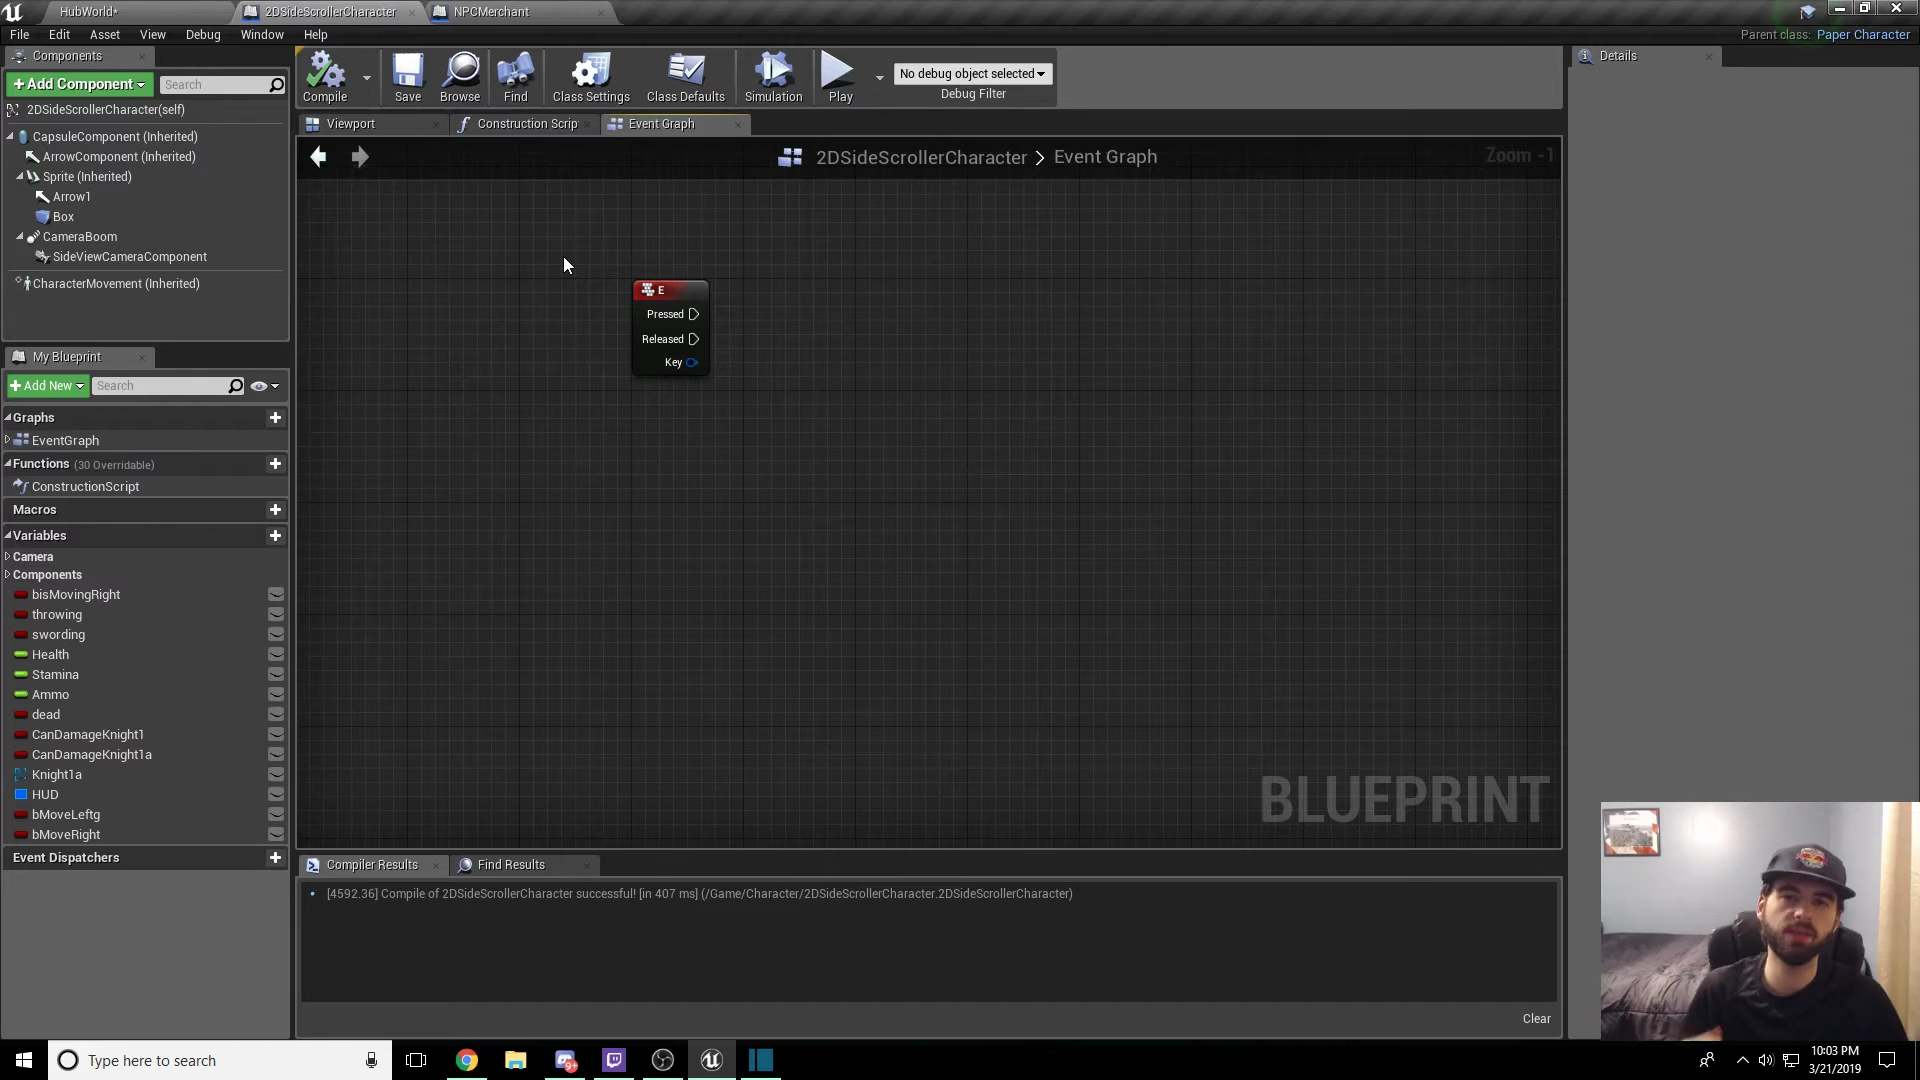 HubWorld*
2DSideScrollerCharacter
NPCMerchant
File Edit Asset View Debug Window Help
Parent class: Paper Character
Components
+ Add Component
Search
2DSideScrollerCharacter(self)
CapsuleComponent (Inherited)
ArrowComponent (Inherited)
Sprite (Inherited)
Arrow1
Box
CameraBoom
SideViewCameraComponent
CharacterMovement (Inherited)
My Blueprint
+ Add New
Search
Graphs
EventGraph
Functions (30 Overridable)
ConstructionScript
Macros
Variables
Camera
Components
bisMovingRight
throwing
swording
Health
Stamina
Ammo
dead
CanDamageKnight1
CanDamageKnight1a
Knight1a
HUD
bMoveLeftg
bMoveRight
Event Dispatchers
Compile
Save
Browse
Find
Class Settings
Class Defaults
Simulation
Play
No debug object selected
Debug Filter
Viewport
Construction Scrip
Event Graph
2DSideScrollerCharacter > Event Graph
Zoom -1
E
Pressed
Released
Key
BLUEPRINT
Compiler Results
Find Results
[4592.36] Compile of 2DSideScrollerCharacter successful! [in 407 ms] (/Game/Character/2DSideScrollerCharacter.2DSideScrollerCharacter)
Clear
Details
Type here to search
9+
10:03 PM
3/21/2019